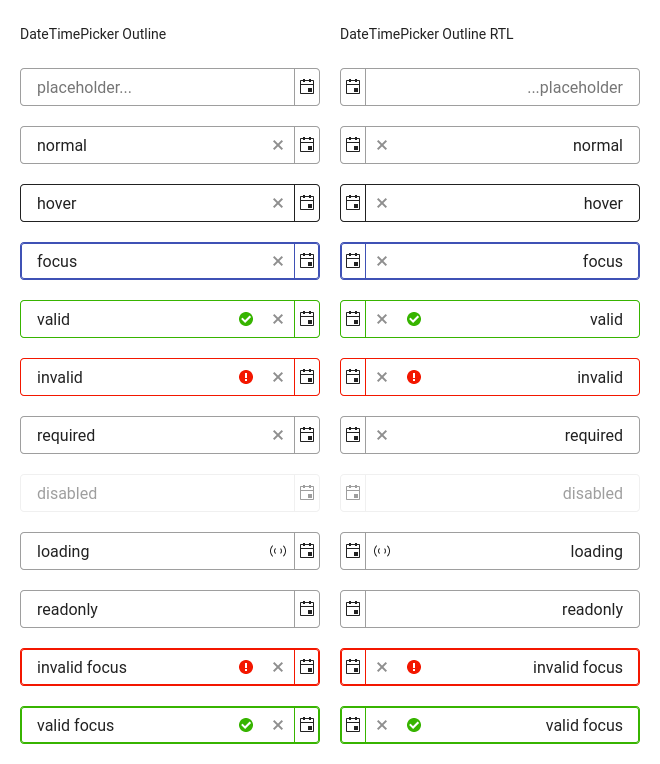 DateTimePicker Outline
DateTimePicker Outline RTL
placeholder...
...placeholder
normal
normal
hover
hover
focus
focus
valid
valid
invalid
invalid
required
required
disabled
disabled
loading
loading
readonly
readonly
invalid focus
invalid focus
valid focus
valid focus